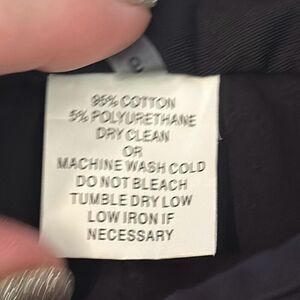 95% COTTON
5% POLYURETHANE
DRY CLEAN
OR
MACHINE WASH COLD
DO NOT BLEACH
TUMBLE DRY LOW
LOW IRON IF
NECESSARY